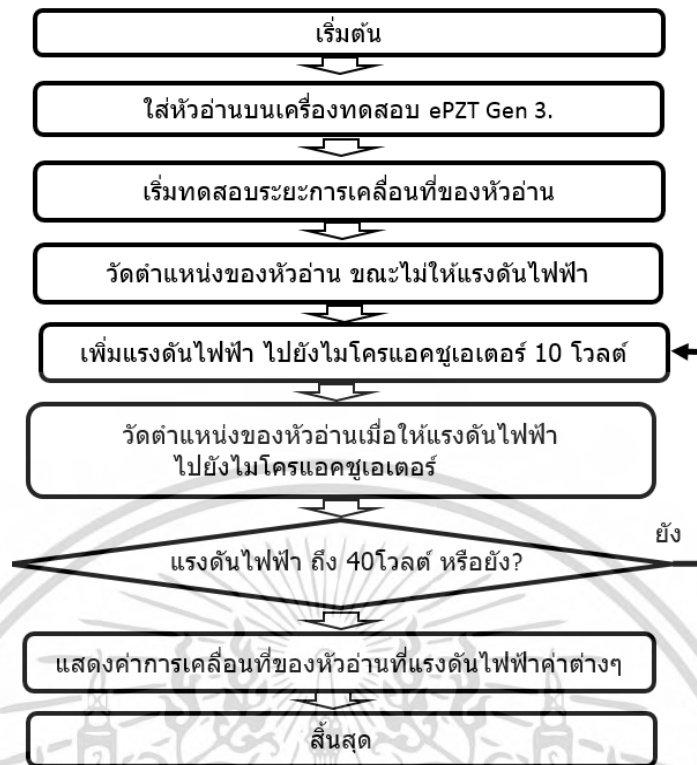 เริ่มต้น
ใส่หัวอ่านบนเครื่องทดสอบ ePZT Gen 3.
เริ่มทดสอบระยะการเคลื่อนที่ของหัวอ่าน
วัดตำแหน่งของหัวอ่าน ขณะไม่ให้แรงดันไฟฟ้า
เพิ่มแรงดันไฟฟ้า ไปยังไมโครแอคชูเอเตอร์ 10 โวลต์
วัดตำแหน่งของหัวอ่านเมื่อให้แรงดันไฟฟ้า
ไปยังไมโครแอคชูเอเตอร์
ยัง
แรงดันไฟฟ้า ถึง 40โวลต์ หรือยัง?
แสดงค่าการเคลื่อนที่ของหัวอ่านที่แรงดันไฟฟ้าค่าต่างๆ
สิ้นสุด